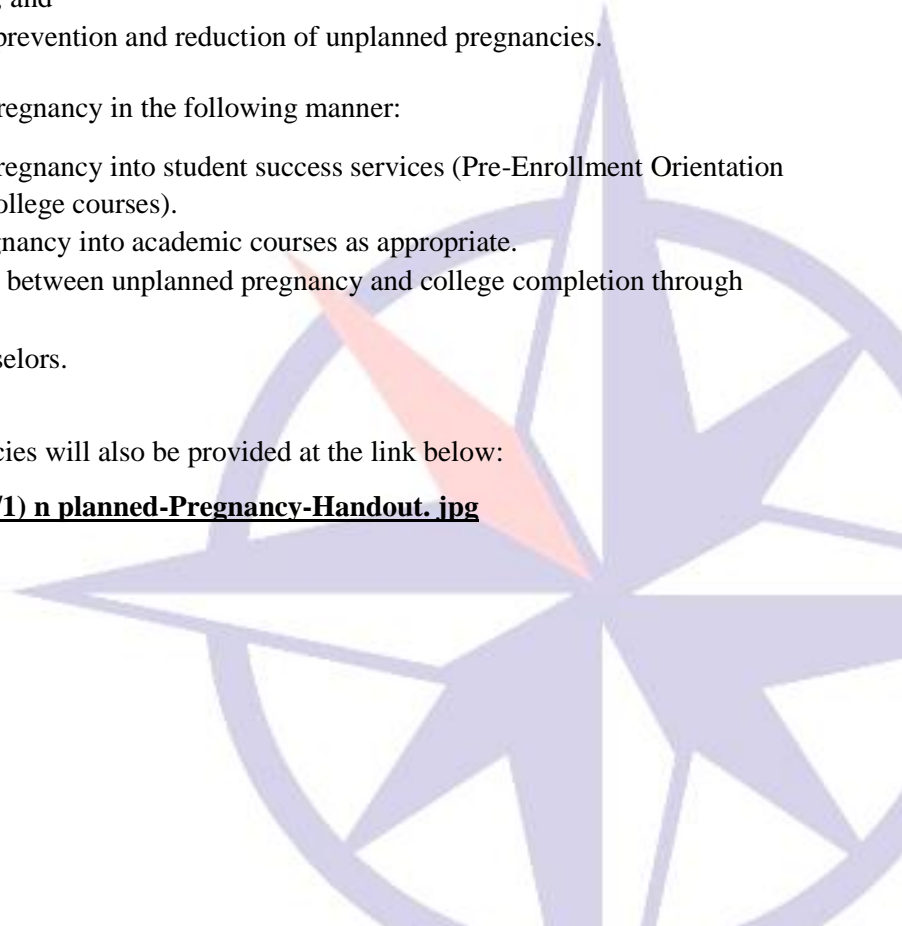 and
prevention and reduction of unplanned pregnancies.
regnancy in the following manner:
regnancy into student success services (Pre-Enrollment Orientation
ollege courses).
gnancy into academic courses as appropriate.
between unplanned pregnancy and college completion through
selors.
cies will also be provided at the link below:
/1) n planned-Pregnancy-Handout. jpg